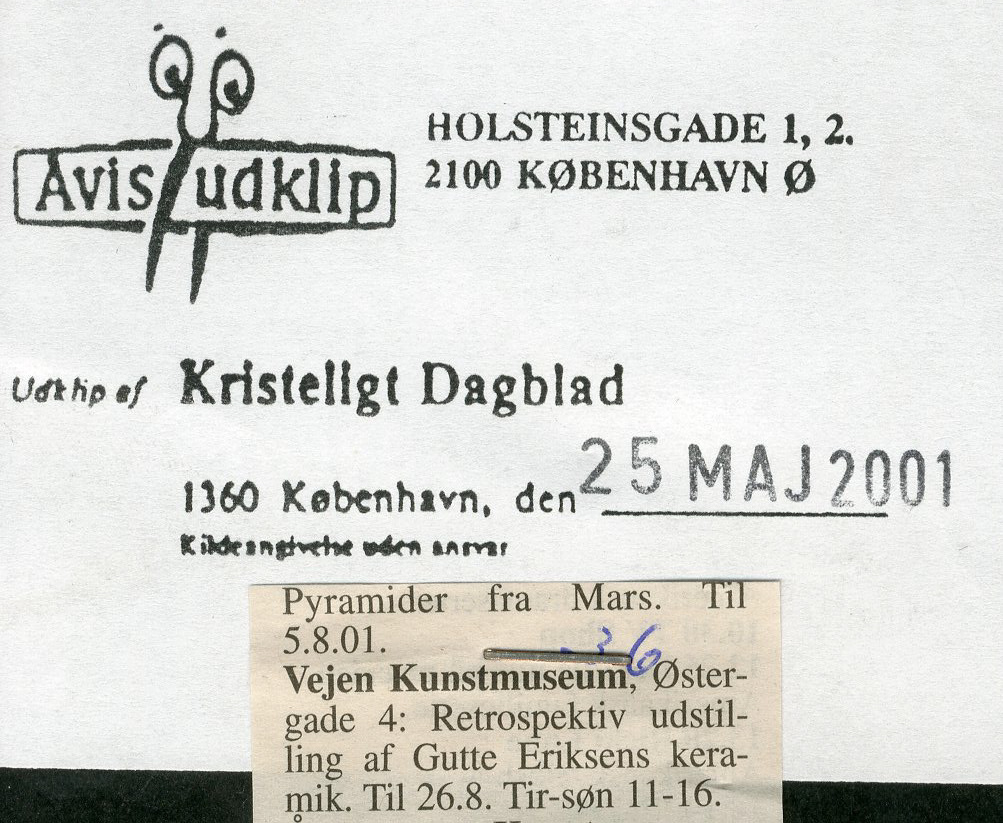 Avis udklip
HOLSTEINSGADE 1, 2.
2100 KØBENHAVN Ø
Udklip af Kristeligt Dagblad
1360 København, den 25 MAJ 2001
Kildeangivelse uden ansvar
Pyramider fra Mars. Til
5.8.01.
36
Vejen Kunstmuseum, Øster-
gade 4: Retrospektiv udstil-
ling af Gutte Eriksens kera-
mik. Til 26.8. Tir-søn 11-16.